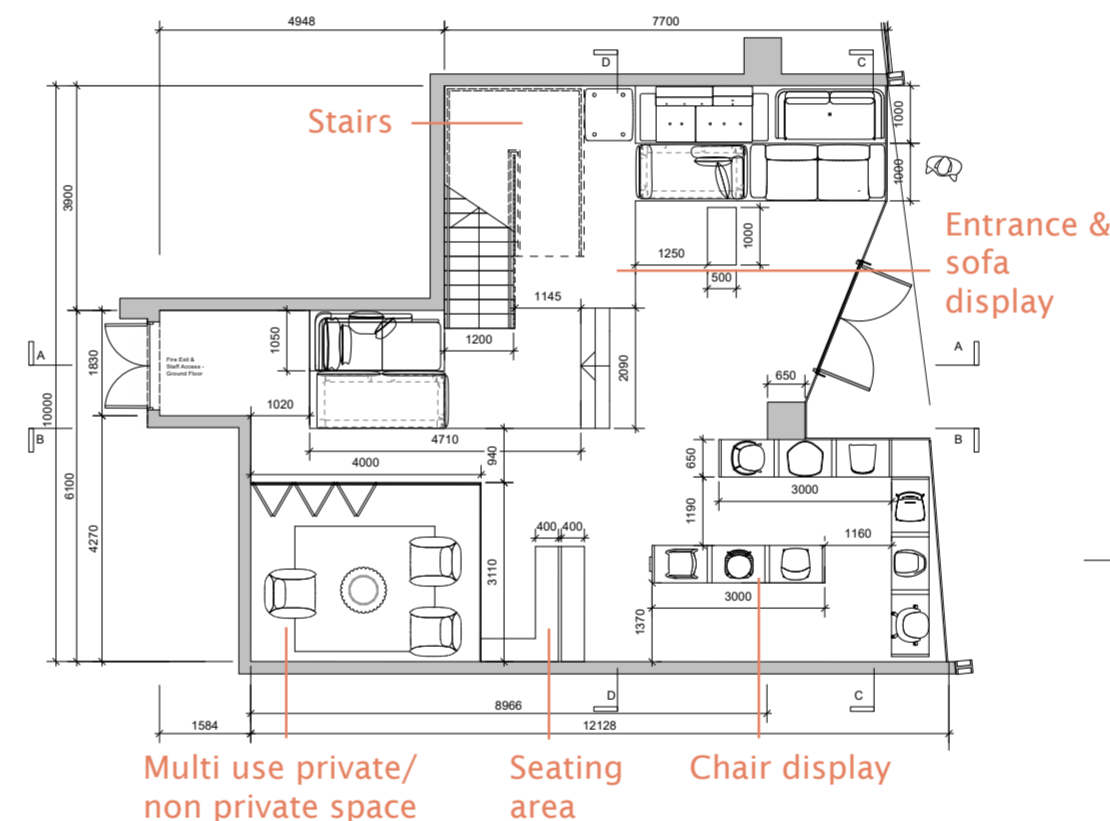 4948
7700
D
C
Stairs
1000
1000
3900
1250
1000
500
Entrance &
sofa
display
1145
1200
1050
2090
A
A
Fire Exit &
Staff Access -
Ground Floor
1830
10000
1020
650
B
B
4710
940
4000
650
3000
6100
4270
1190
1160
400
400
3110
3000
1370
D
C
8966
1584
12128
Multi use private/
non private space
Seating
area
Chair display